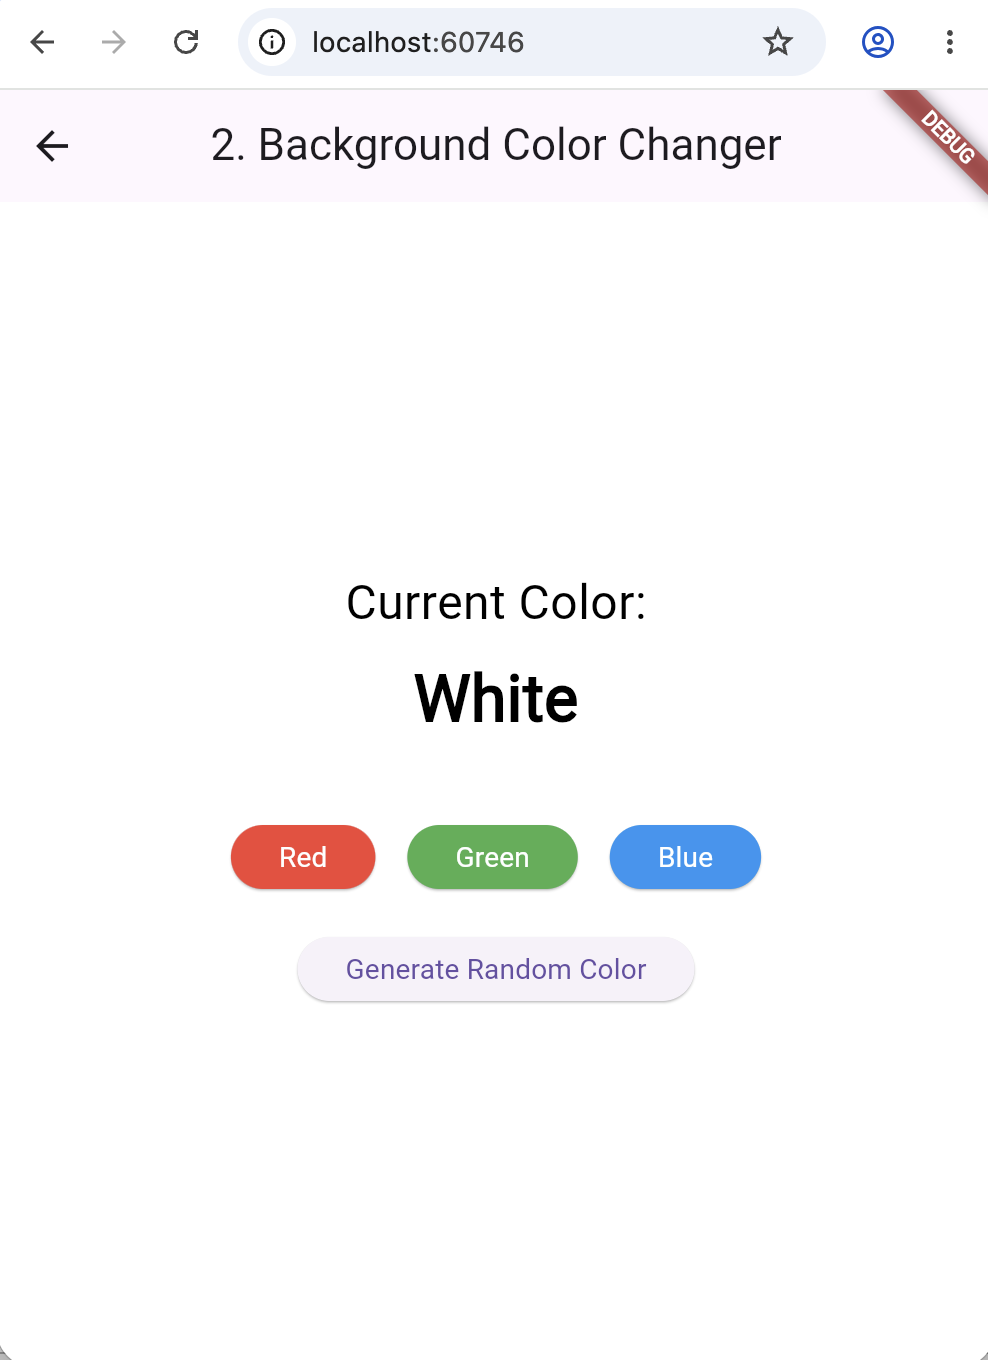 localhost:60746
2. Background Color Changer
DEBUG
Current Color:
White
Red Green Blue
Generate Random Color